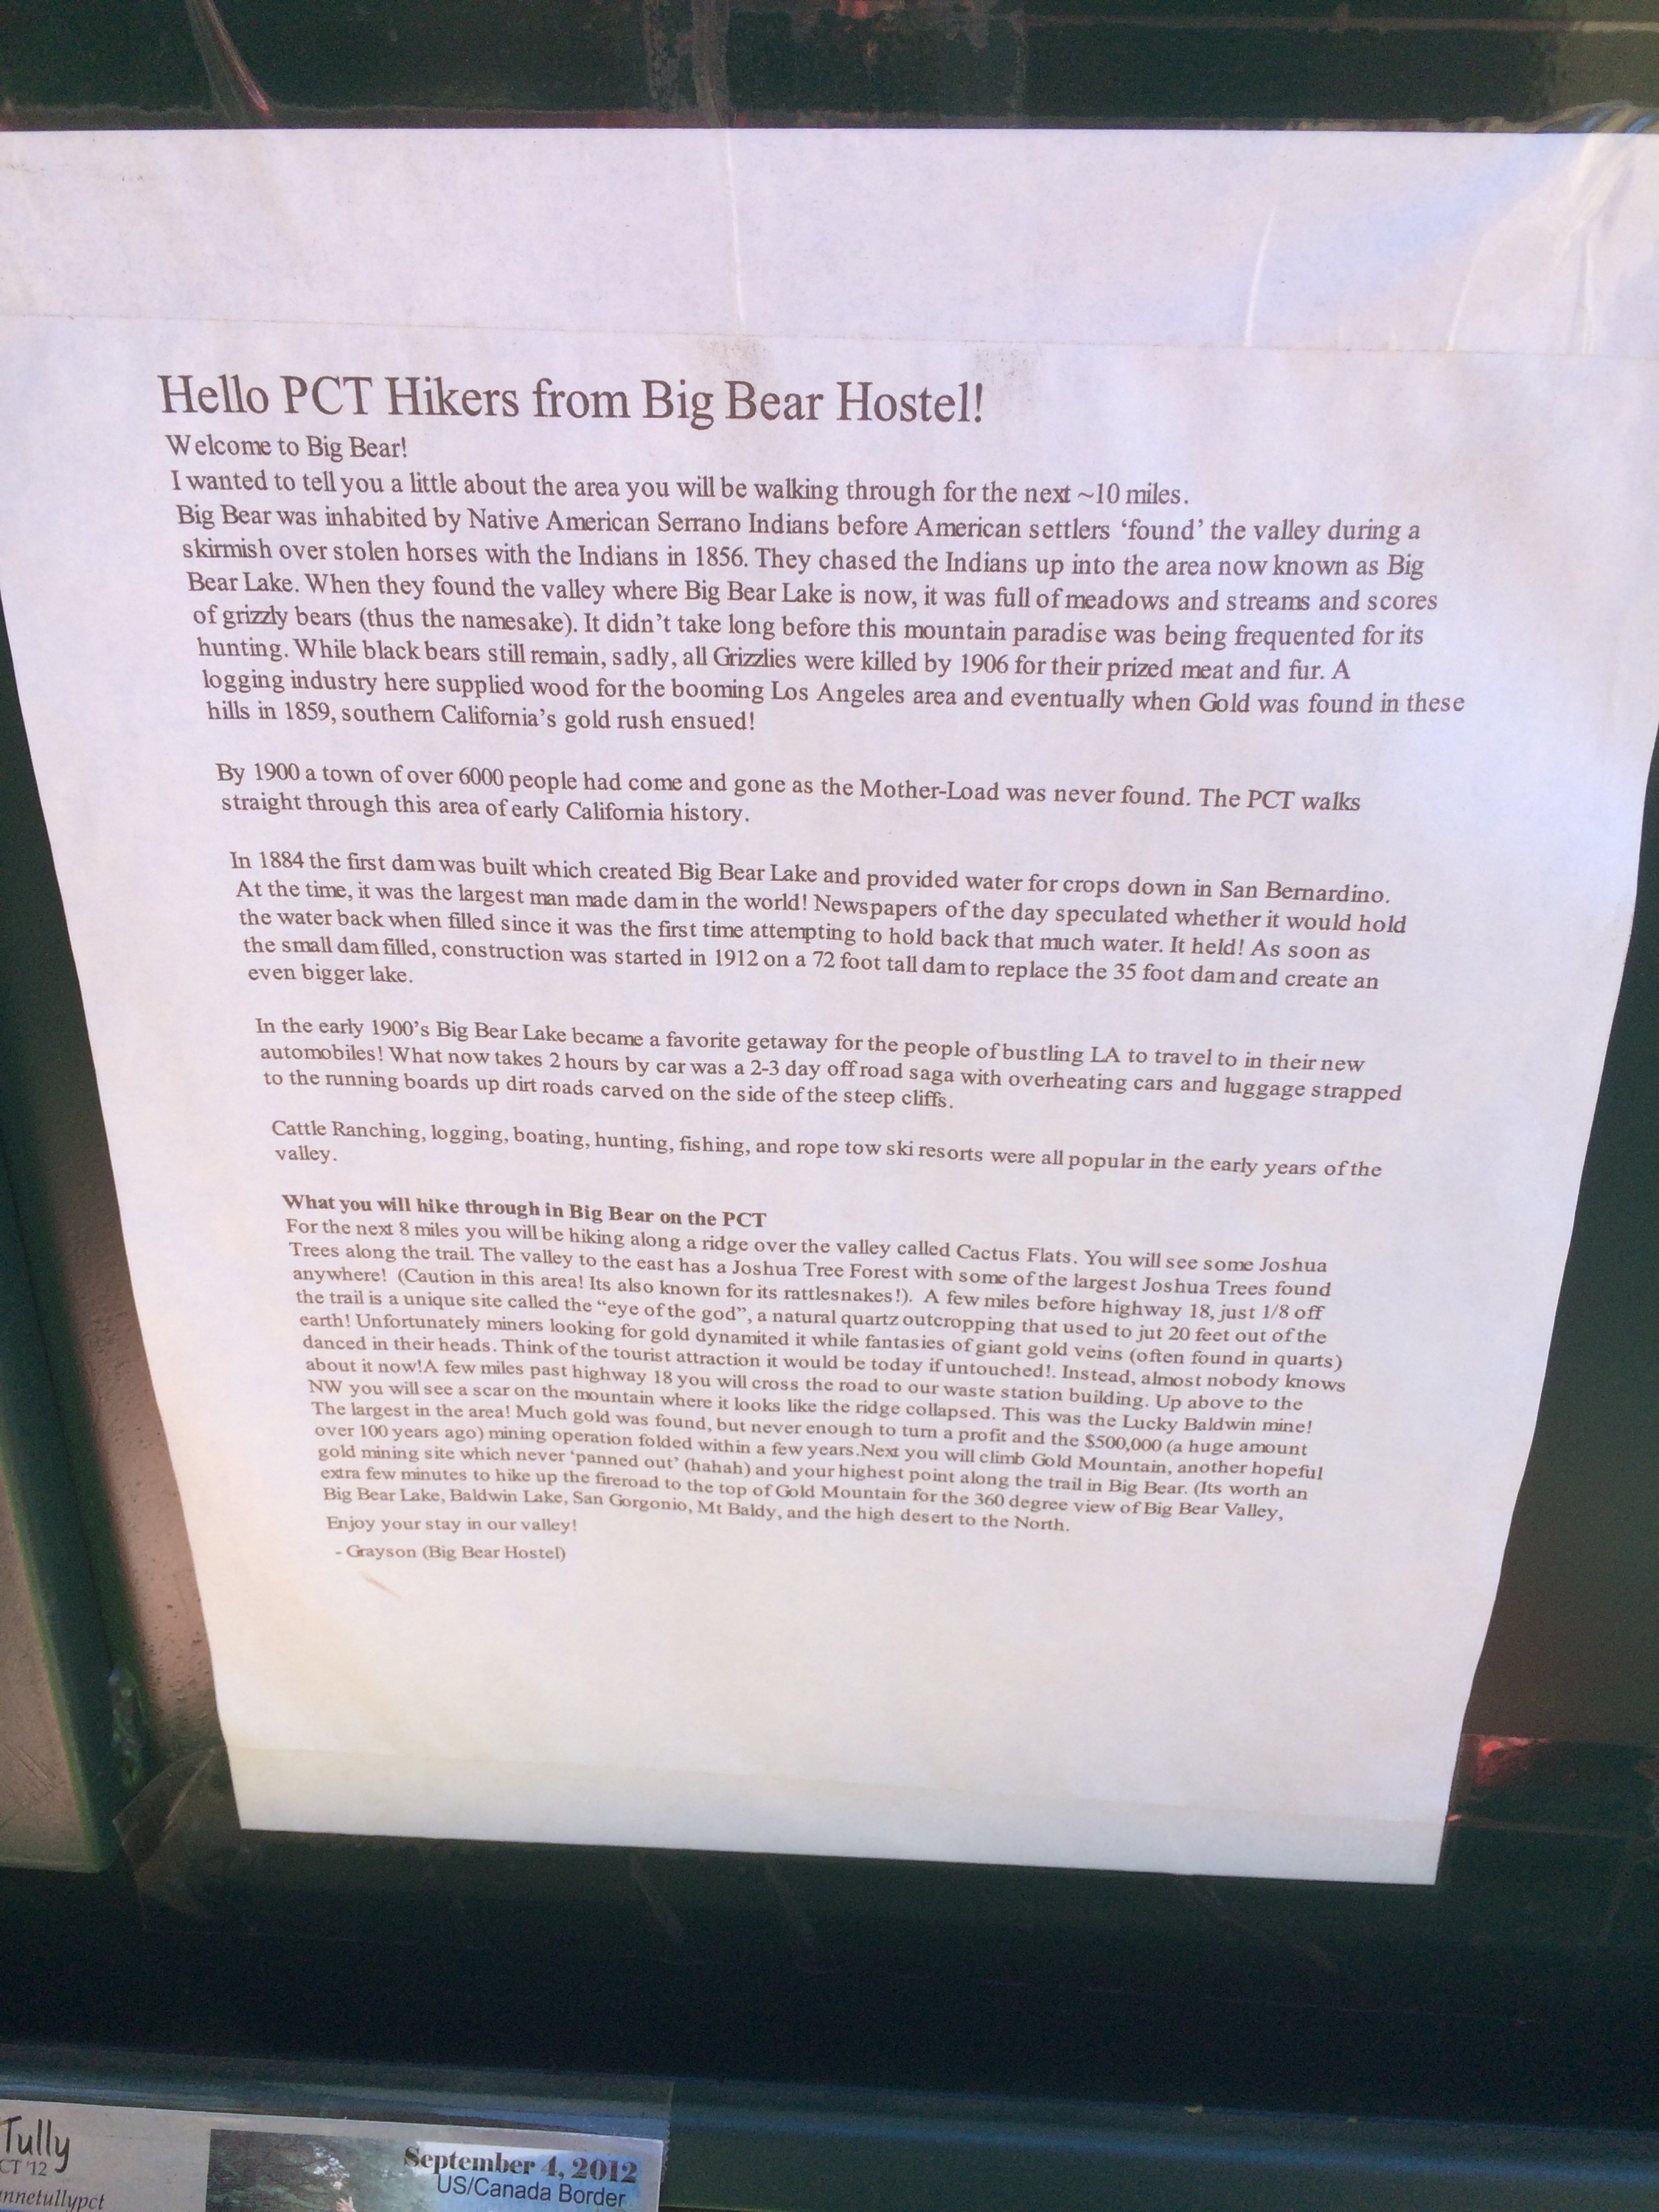 Hello PCT Hikers from Big Bear Hostel!
Welcome to Big Bear!
I wanted to tell you a little about the area you will be walking through for the next ~10 miles.
Big Bear was inhabited by Native American Serrano Indians before American settlers ‘found’ the valley during a
skirmish over stolen horses with the Indians in 1856. They chased the Indians up into the area now known as Big
Bear Lake. When they found the valley where Big Bear Lake is now, it was full of meadows and streams and scores
of grizzly bears (thus the namesake). It didn’t take long before this mountain paradise was being frequented for its
hunting. While black bears still remain, sadly, all Grizzlies were killed by 1906 for their prized meat and fur. A
logging industry here supplied wood for the booming Los Angeles area and eventually when Gold was found in these
hills in 1859, southern California’s gold rush ensued!
By 1900 a town of over 6000 people had come and gone as the Mother-Load was never found. The PCT walks
straight through this area of early California history.
In 1884 the first dam was built which created Big Bear Lake and provided water for crops down in San Bernardino.
At the time, it was the largest man made dam in the world! Newspapers of the day speculated whether it would hold
the water back when filled since it was the first time attempting to hold back that much water. It held! As soon as
the small dam filled, construction was started in 1912 on a 72 foot tall dam to replace the 35 foot dam and create an
even bigger lake.
In the early 1900’s Big Bear Lake became a favorite getaway for the people of bustling LA to travel to in their new
automobiles! What now takes 2 hours by car was a 2-3 day off road saga with overheating cars and luggage strapped
to the running boards up dirt roads carved on the side of the steep cliffs.
Cattle Ranching, logging, boating, hunting, fishing, and rope tow ski resorts were all popular in the early years of the
valley.
What you will hike through in Big Bear on the PCT
For the next 8 miles you will be hiking along a ridge over the valley called Cactus Flats. You will see some Joshua
Trees along the trail. The valley to the east has a Joshua Tree Forest with some of the largest Joshua Trees found
anywhere! (Caution in this area! Its also known for its rattlesnakes!). A few miles before highway 18, just 1/8 off
the trail is a unique site called the “eye of the god”, a natural quartz outcropping that used to jut 20 feet out of the
earth! Unfortunately miners looking for gold dynamited it while fantasies of giant gold veins (often found in quarts)
danced in their heads. Think of the tourist attraction it would be today if untouched!. Instead, almost nobody knows
about it now!A few miles past highway 18 you will cross the road to our waste station building. Up above to the
NW you will see a scar on the mountain where it looks like the ridge collapsed. This was the Lucky Baldwin mine!
The largest in the area! Much gold was found, but never enough to turn a profit and the $500,000 (a huge amount
over 100 years ago) mining operation folded within a few years.Next you will climb Gold Mountain, another hopeful
gold mining site which never ‘panned out’ (hahah) and your highest point along the trail in Big Bear. (Its worth an
extra few minutes to hike up the fireroad to the top of Gold Mountain for the 360 degree view of Big Bear Valley,
Big Bear Lake, Baldwin Lake, San Gorgonio, Mt Baldy, and the high desert to the North.
Enjoy your stay in our valley!
- Grayson (Big Bear Hostel)
Tully
CT '12
nnetullypct
September 4, 2012
US/Canada Border